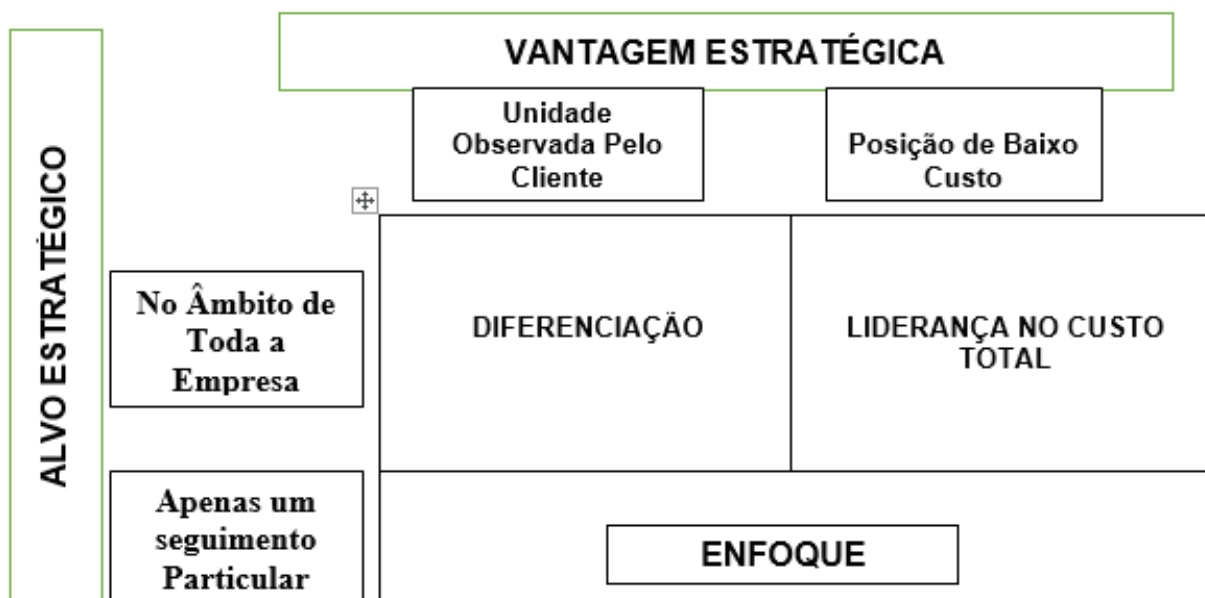 VANTAGEM ESTRATÉGICA
ALVO ESTRATÉGICO
Unidade
Observada Pelo
Cliente
Posição de Baixo
Custo
No Âmbito de
Toda a
Empresa
DIFERENCIAÇÃO
LIDERANÇA NO CUSTO
TOTAL
Apenas um
seguimento
Particular
ENFOQUE